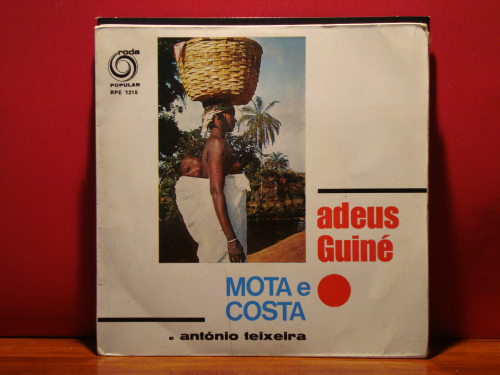 roda
POPULAR
RPE 1215
adeus
Guiné
MOTA e
COSTA
e antónio teixeira